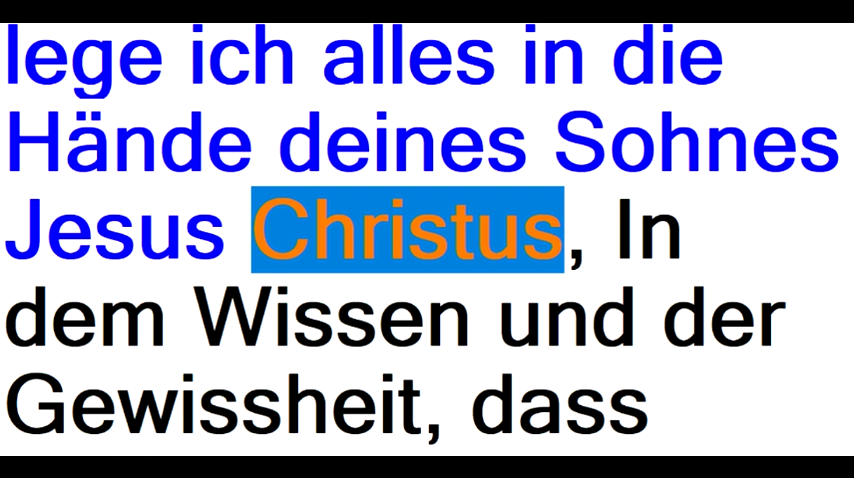 lege ich alles in die
Hände deines Sohnes
Jesus Christus, In
dem Wissen und der
Gewissheit, dass